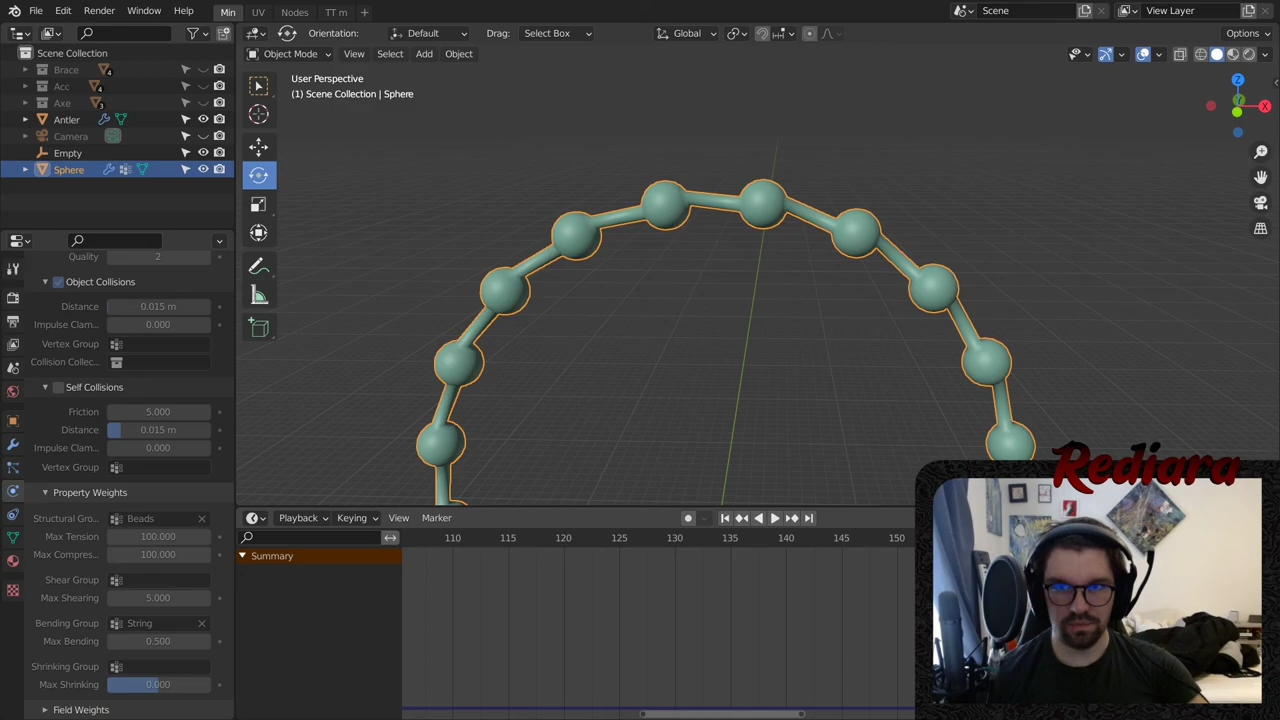 File Edit Render Window Help Min UV Nodes TT m + Scene View Layer
Orientation: Default Drag: Select Box Global Options
Object Mode View Select Add Object
Scene Collection
Brace 4
Acc 4
Axe 3
Antler
Camera
Empty
Sphere
User Perspective
(1) Scene Collection | Sphere
Z
Y
X
Quality 2
Object Collisions
Distance 0.015 m
Impulse Clam... 0.000
Vertex Group
Collision Collec...
Self Collisions
Friction 5.000
Distance 0.015 m
Impulse Clam... 0.000
Vertex Group
Property Weights
Structural Gro... Beads
Max Tension 100.000
Max Compres... 100.000
Shear Group
Max Shearing 5.000
Bending Group String
Max Bending 0.500
Shrinking Group
Max Shrinking 0.000
Field Weights
Playback Keying View Marker
110 115 120 125 130 135 140 145 150
Summary
Rediara